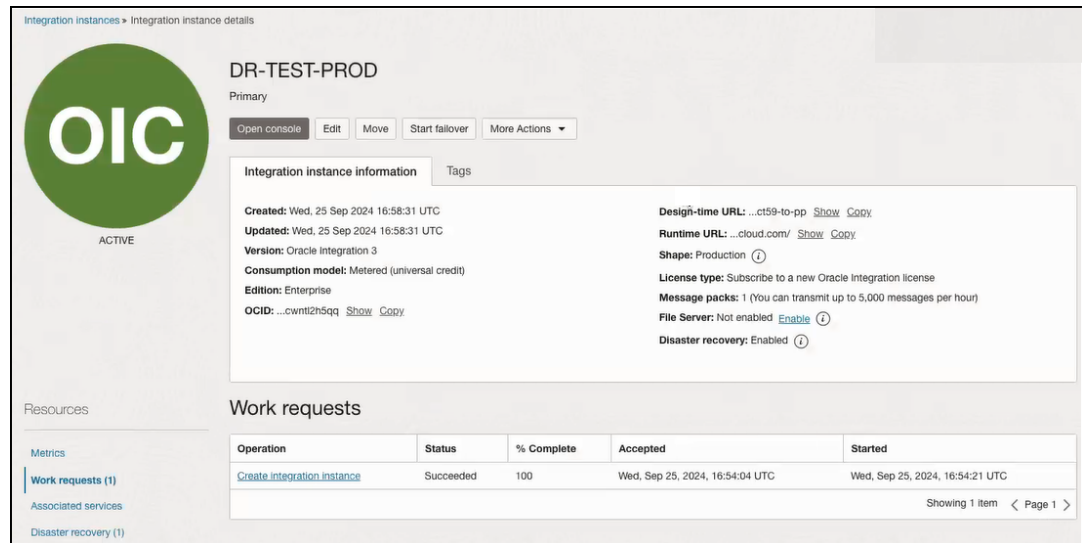 Integration instances » Integration instance details
OIC
ACTIVE
DR-TEST-PROD
Primary
Open console Edit Move Start failover More Actions
Integration instance information Tags
Created: Wed, 25 Sep 2024 16:58:31 UTC
Updated: Wed, 25 Sep 2024 16:58:31 UTC
Version: Oracle Integration 3
Consumption model: Metered (universal credit)
Edition: Enterprise
OCID: ...cwntl2h5qq Show Copy
Design-time URL: ...ct59-to-pp Show Copy
Runtime URL: ...cloud.com/ Show Copy
Shape: Production i
License type: Subscribe to a new Oracle Integration license
Message packs: 1 (You can transmit up to 5,000 messages per hour)
File Server: Not enabled Enable i
Disaster recovery: Enabled i
Resources
Metrics
Work requests (1)
Associated services
Disaster recovery (1)
Work requests
Operation Status % Complete Accepted Started
Create integration instance Succeeded 100 Wed, Sep 25, 2024, 16:54:04 UTC Wed, Sep 25, 2024, 16:54:21 UTC
Showing 1 item < Page 1 >